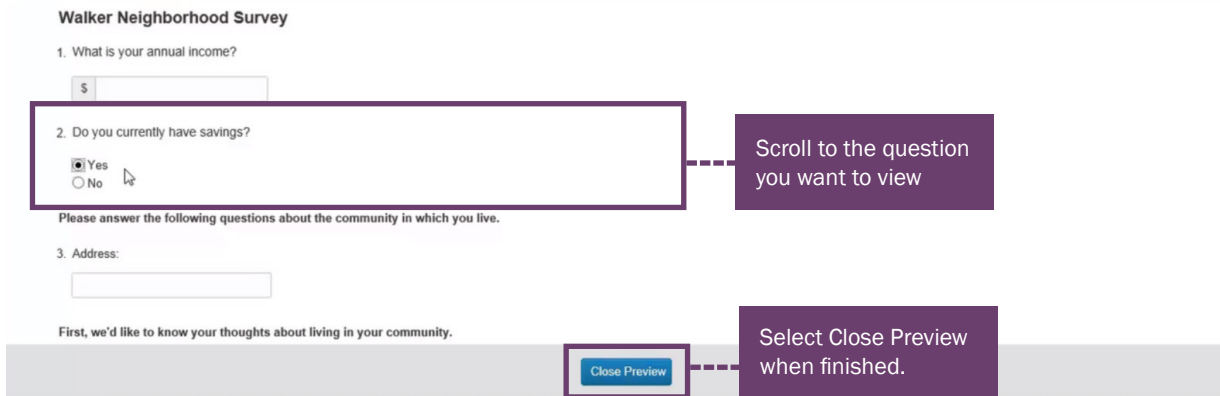 Walker Neighborhood Survey
1. What is your annual income?
$
2. Do you currently have savings?
Yes
No
Scroll to the question
you want to view
Please answer the following questions about the community in which you live.
3. Address:
First, we'd like to know your thoughts about living in your community.
Close Preview
Select Close Preview
when finished.